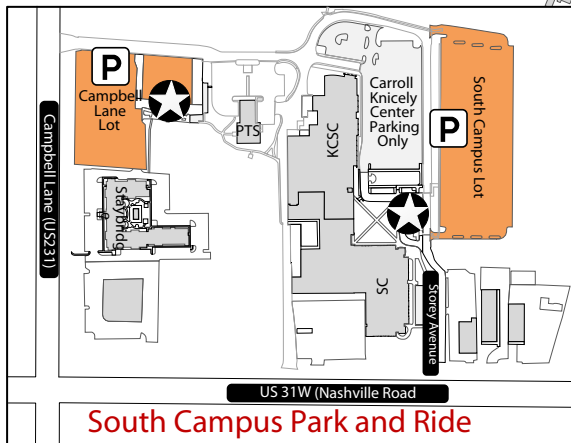 P
Campbell
Lane
Lot
PTS
Carroll
Knicely
Center
Parking
Only
P
South Campus Lot
KCSC
Campbell Lane (US231)
Staybridg
SC
Storey Avenue
US 31W (Nashville Road
South Campus Park and Ride